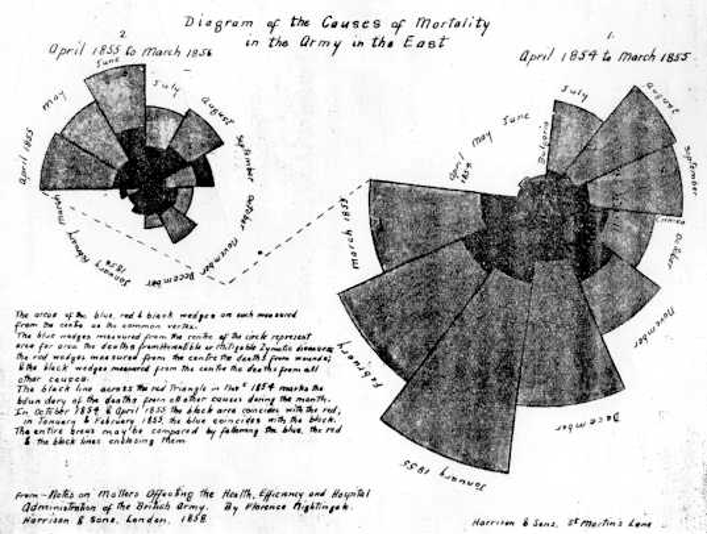 Diagram of the Causes of Mortality
in the Army in the East
2.
April 1855 to March 1856
1.
April 1854 to March 1855
June
July
August
September
October
November
December
January 1856
February
March
April 1855
May
April 1854
May
June
July
August
September
October
November
December
January 1855
February
March 1855
Bulgaria
Crimea
The areas of the blue, red & black wedges are each measured
from the centre as the common vertex.
The blue wedges measured from the centre of the circle represent
area for area the deaths from Preventible or Mitigable Zymotic diseases;
the red wedges measured from the centre the deaths from wounds;
& the black wedges measured from the centre the deaths from all
other causes.
The black line across the red triangle in Nov. 1854 marks the
boundary of the deaths from all other causes during the month.
In October 1854 & April 1855 the black area coincides with the red,
in January & February 1855, the blue coincides with the black.
The entire areas may be compared by following the blue, the red
& the black lines enclosing them
From - Notes on Matters Affecting the Health, Efficiency and Hospital
Administration of the British Army. By Florence Nightingale.
Harrison & Sons, London, 1858
Harrison & Sons, St Martin's Lane